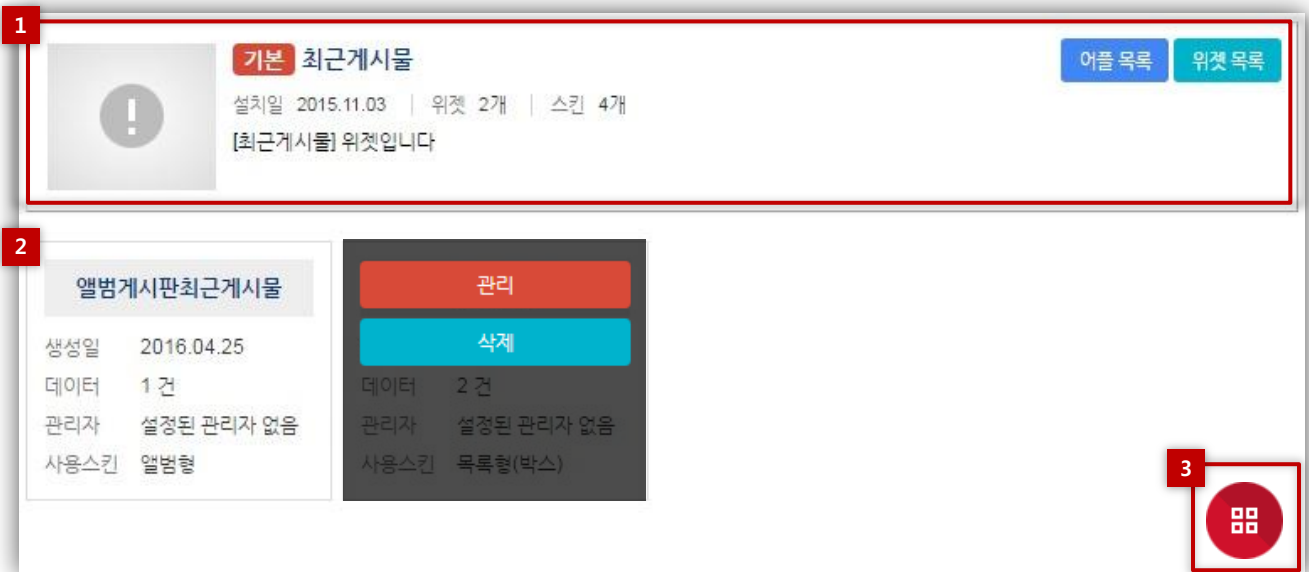 1
기본 최근게시물
어플 목록 위젯 목록
설치일 2015.11.03 | 위젯 2개 | 스킨 4개
[최근게시물] 위젯입니다
2
앨범게시판최근게시물
생성일 2016.04.25
데이터 1 건
관리자 설정된 관리자 없음
사용스킨 앨범형
관리
삭제
데이터 2 건
관리자 설정된 관리자 없음
사용스킨 목록형(박스)
3